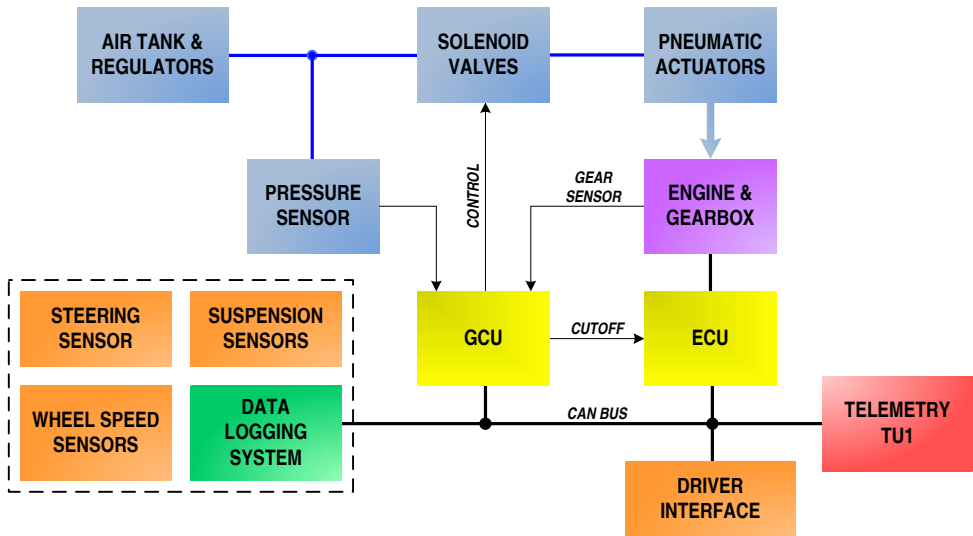 AIR TANK &
REGULATORS
SOLENOID
VALVES
PNEUMATIC
ACTUATORS
PRESSURE
SENSOR
CONTROL
GEAR
SENSOR
ENGINE &
GEARBOX
STEERING
SENSOR
SUSPENSION
SENSORS
GCU
CUTOFF
ECU
WHEEL SPEED
SENSORS
DATA
LOGGING
SYSTEM
CAN BUS
TELEMETRY
TU1
DRIVER
INTERFACE